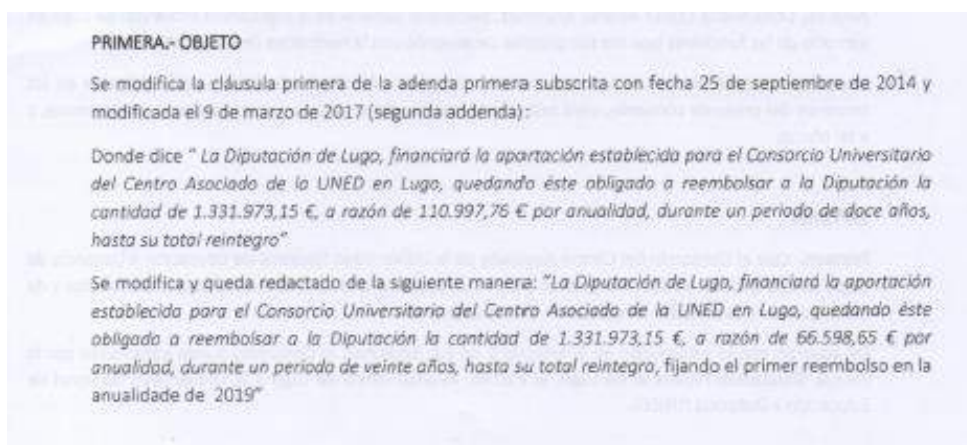 PRIMERA.- OBJETO
Se modifica la cláusula primera de la adenda primera subscrita con fecha 25 de septiembre de 2014 y
modificada el 9 de marzo de 2017 (segunda addenda):
Donde dice " La Diputación de Lugo, financiará la aportación establecida para el Consorcio Universitario
del Centro Asociado de la UNED en Lugo, quedando éste obligado a reembolsar a la Diputación la
cantidad de 1.331.973,15 €, a razón de 110.997,76 € por anualidad, durante un periodo de doce años,
hasta su total reintegro"
Se modifica y queda redactado de la siguiente manera: "La Diputación de Lugo, financiará la aportación
establecida para el Consorcio Universitario del Centro Asociado de la UNED en Lugo, quedando éste
obligado a reembolsar a la Diputación la cantidad de 1.331.973,15 €, a razón de 66.598,65 € por
anualidad, durante un periodo de veinte años, hasta su total reintegro, fijando el primer reembolso en la
anualidade de 2019"